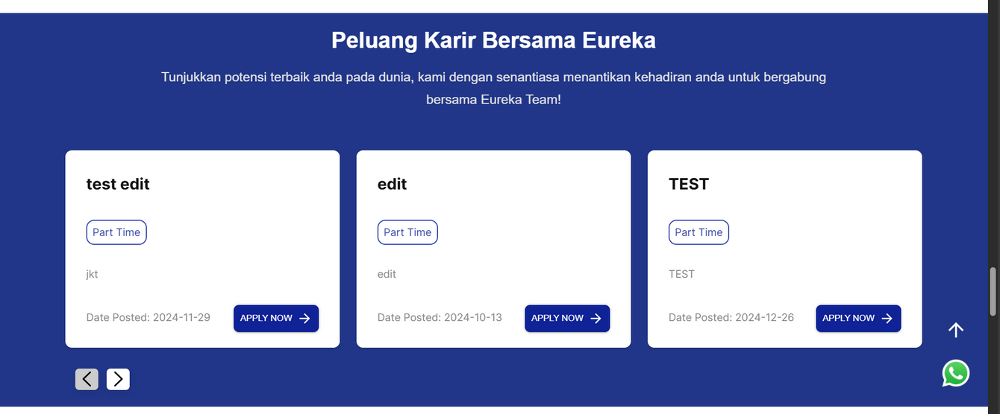 Peluang Karir Bersama Eureka
Tunjukkan potensi terbaik anda pada dunia, kami dengan senantiasa menantikan kehadiran anda untuk bergabung
bersama Eureka Team!
test edit
Part Time
jkt
Date Posted: 2024-11-29
APPLY NOW
edit
Part Time
edit
Date Posted: 2024-10-13
APPLY NOW
TEST
Part Time
TEST
Date Posted: 2024-12-26
APPLY NOW